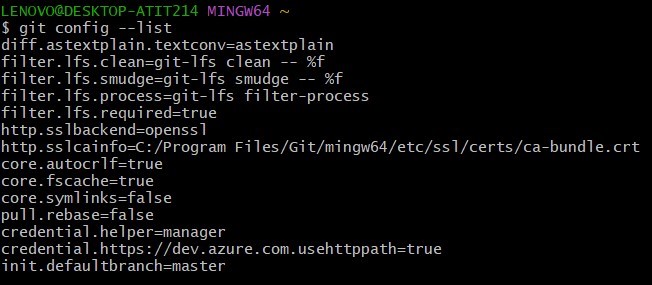 LENOVO@DESKTOP-ATIT214 MINGW64 ~
$ git config --list
diff.astextplain.textconv=astextplain
filter.lfs.clean=git-lfs clean -- %f
filter.lfs.smudge=git-lfs smudge -- %f
filter.lfs.process=git-lfs filter-process
filter.lfs.required=true
http.sslbackend=openssl
http.sslcainfo=C:/Program Files/Git/mingw64/etc/ssl/certs/ca-bundle.crt
core.autocrlf=true
core.fscache=true
core.symlinks=false
pull.rebase=false
credential.helper=manager
credential.https://dev.azure.com.usehttppath=true
init.defaultbranch=master